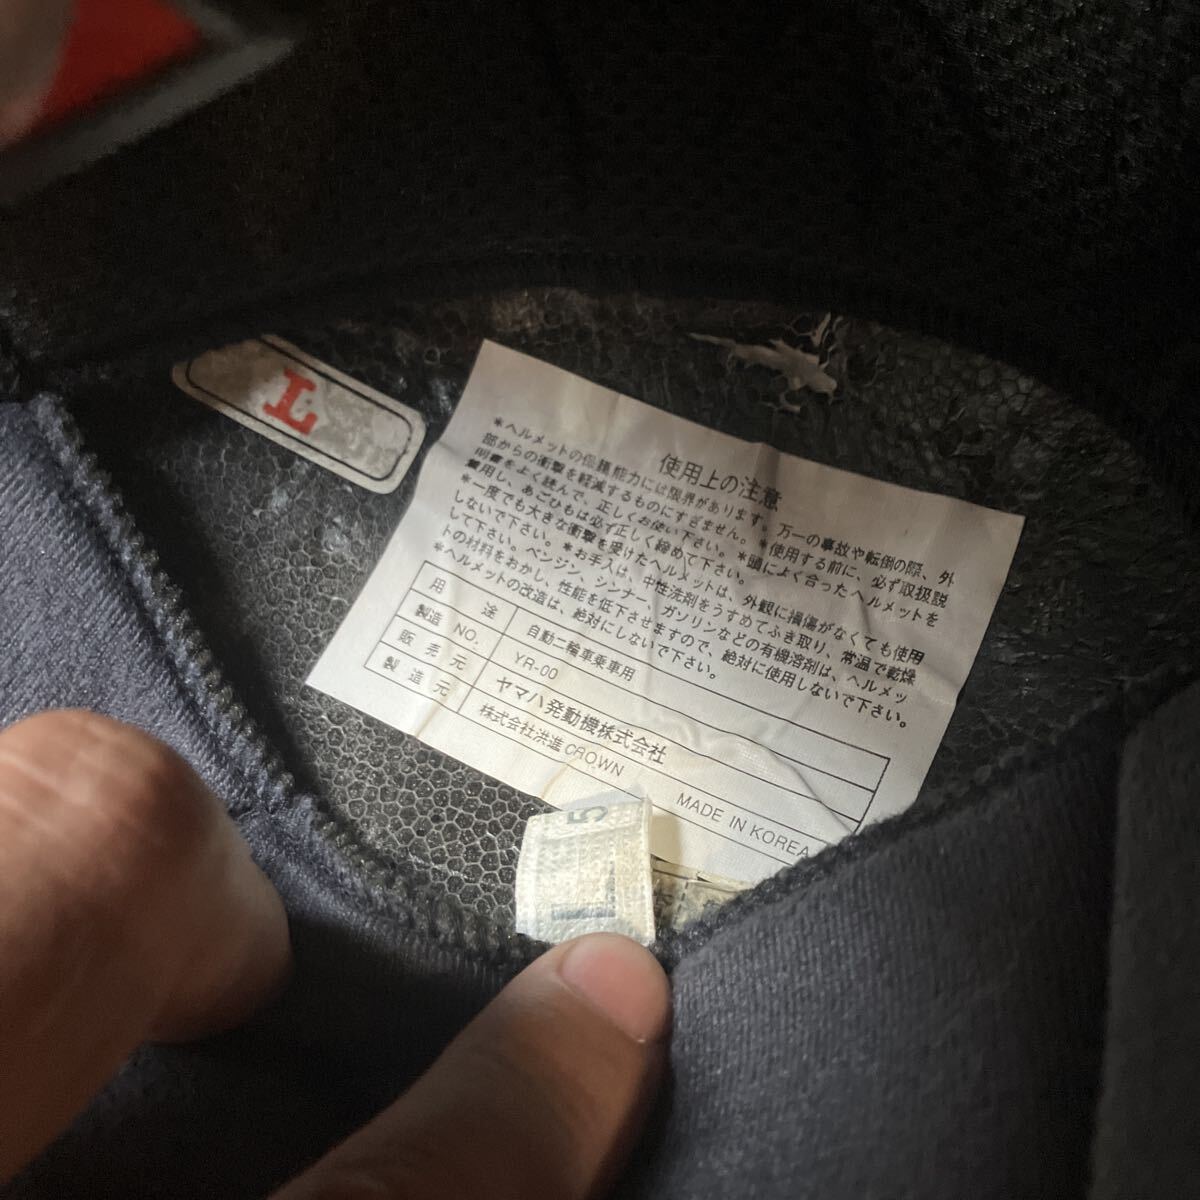 L
使用上の注意
*ヘルメットの保護能力には限界があります。万一の事故や転倒の際、外
部からの衝撃を軽減するものにすぎません。*使用する前に、必ず取扱説
明書をよく読んで、正しくお使い下さい。*頭によく合ったヘルメットを
着用し、あごひもは必ず正しく締めて下さい。
*一度でも大きな衝撃を受けたヘルメットは、外観に損傷がなくても使用
しないで下さい。*お手入は、中性洗剤をうすめてふき取り、常温で乾燥
して下さい。ベンジン、シンナー、ガソリンなどの有機溶剤は、ヘルメッ
トの材料をおかし、性能を低下させますので、絶対に使用しないで下さい。
*ヘルメットの改造は、絶対にしないで下さい。
用途 自動二輪車乗車用
製造NO. YR-00
販売元 ヤマハ発動機株式会社
製造元 株式会社洪進CROWN MADE IN KOREA
L
5